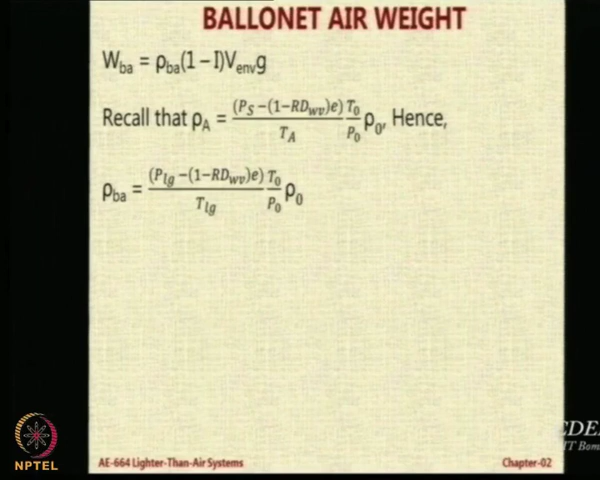 BALLONET AIR WEIGHT
W_ba = ρ_ba(1 – I)V_env g
Recall that ρ_A = (P_S −(1−RD_wv)e)/T_A T_0/P_0 ρ_0, Hence,
ρ_ba = (P_lg −(1−RD_wv)e)/T_lg T_0/P_0 ρ_0
NPTEL
AE-664 Lighter-Than-Air Systems
Chapter-02